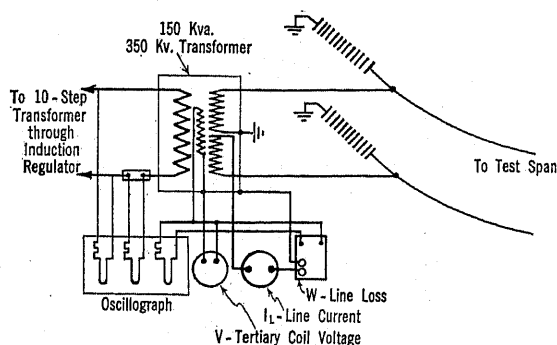 150 Kva.
350 Kv. Transformer
To 10-Step
Transformer
through
Induction
Regulator
To Test Span
Oscillograph
W-Line Loss
IL-Line Current
V-Tertiary Coil Voltage